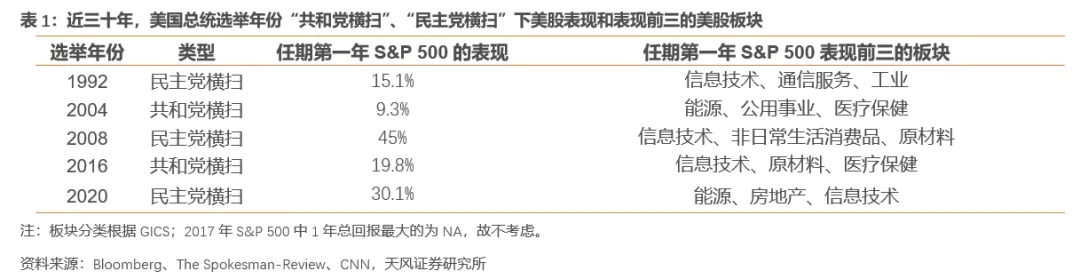 表 1：近三十年，美国总统选举年份“共和党横扫”、“民主党横扫”下美股表现和表现前三的美股板块
选举年份 类型 任期第一年 S&P 500 的表现 任期第一年 S&P 500 表现前三的板块
1992 民主党横扫 15.1% 信息技术、通信服务、工业
2004 共和党横扫 9.3% 能源、公用事业、医疗保健
2008 民主党横扫 45% 信息技术、非日常生活消费品、原材料
2016 共和党横扫 19.8% 信息技术、原材料、医疗保健
2020 民主党横扫 30.1% 能源、房地产、信息技术
注：板块分类根据 GICS；2017 年 S&P 500 中 1 年总回报最大的为 NA，故不考虑。
资料来源：Bloomberg、The Spokesman-Review、CNN，天风证券研究所